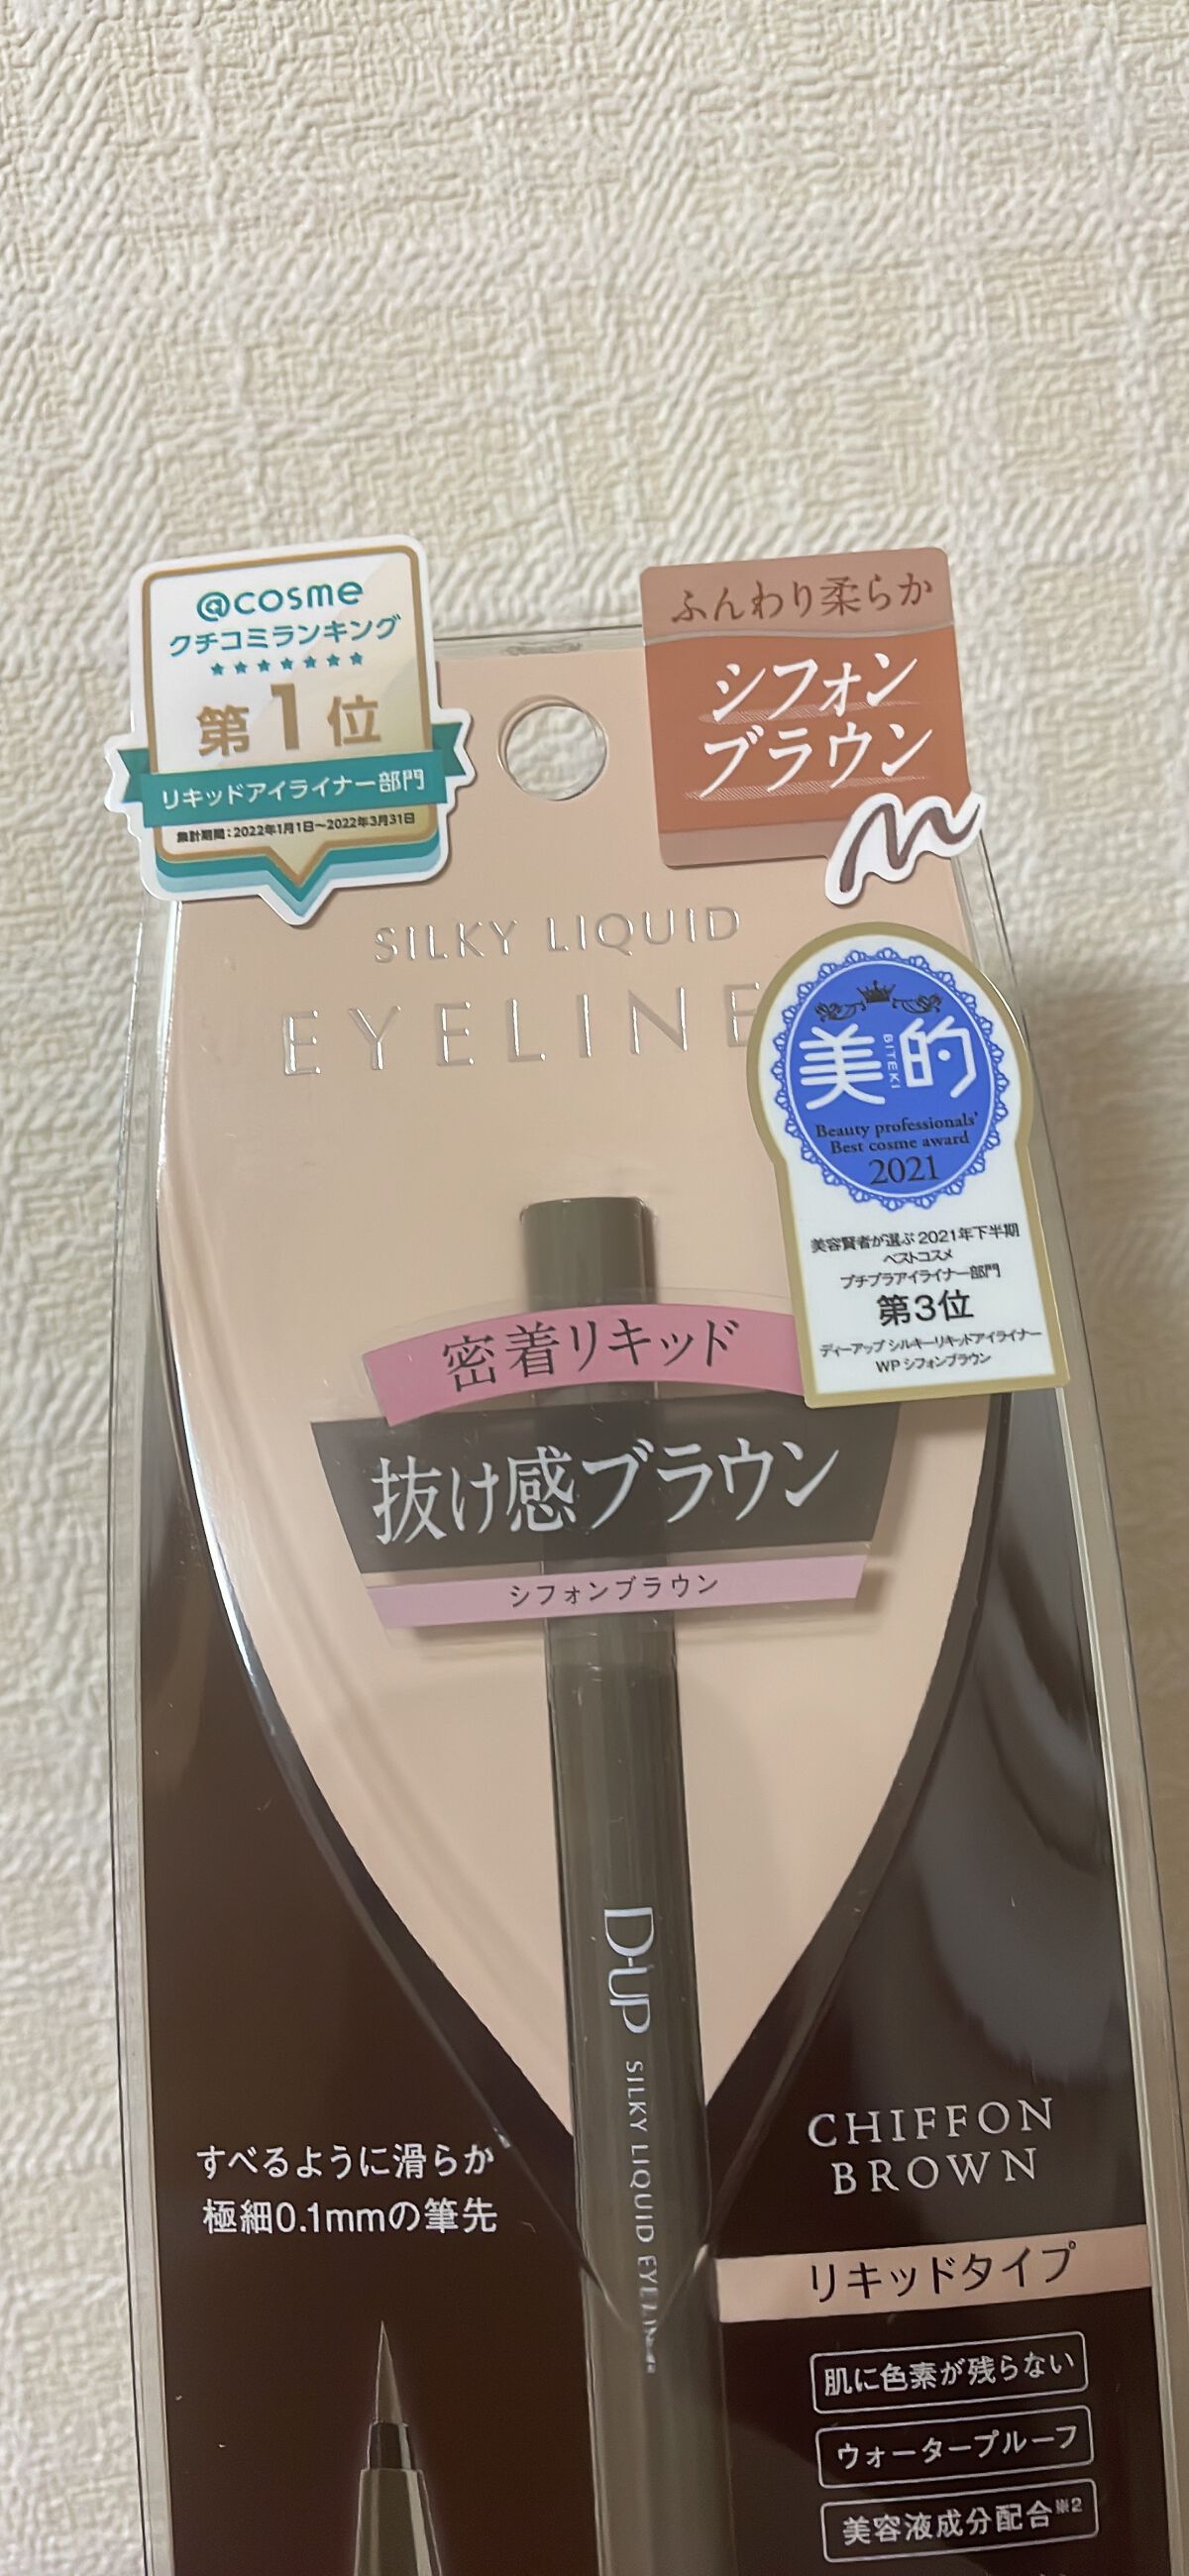 @cosme
クチコミランキング
★★★★★★★
第1位
リキッドアイライナー部門
集計期間:2022年1月1日〜2022年3月31日
ふんわり柔らか
シフォン
ブラウン
SILKY LIQUID
EYELINE
美的
BITEKI
Beauty professionals'
Best cosme award
2021
美容賢者が選ぶ 2021年下半期
ベストコスメ
プチプラアイライナー部門
第3位
ディーアップ シルキーリキッドアイライナー
WP シフォンブラウン
密着リキッド
抜け感ブラウン
シフォンブラウン
D-UP SILKY LIQUID EYELINER
すべるように滑らか
極細0.1mmの筆先
CHIFFON
BROWN
リキッドタイプ
肌に色素が残らない
ウォータープルーフ
美容液成分配合※2